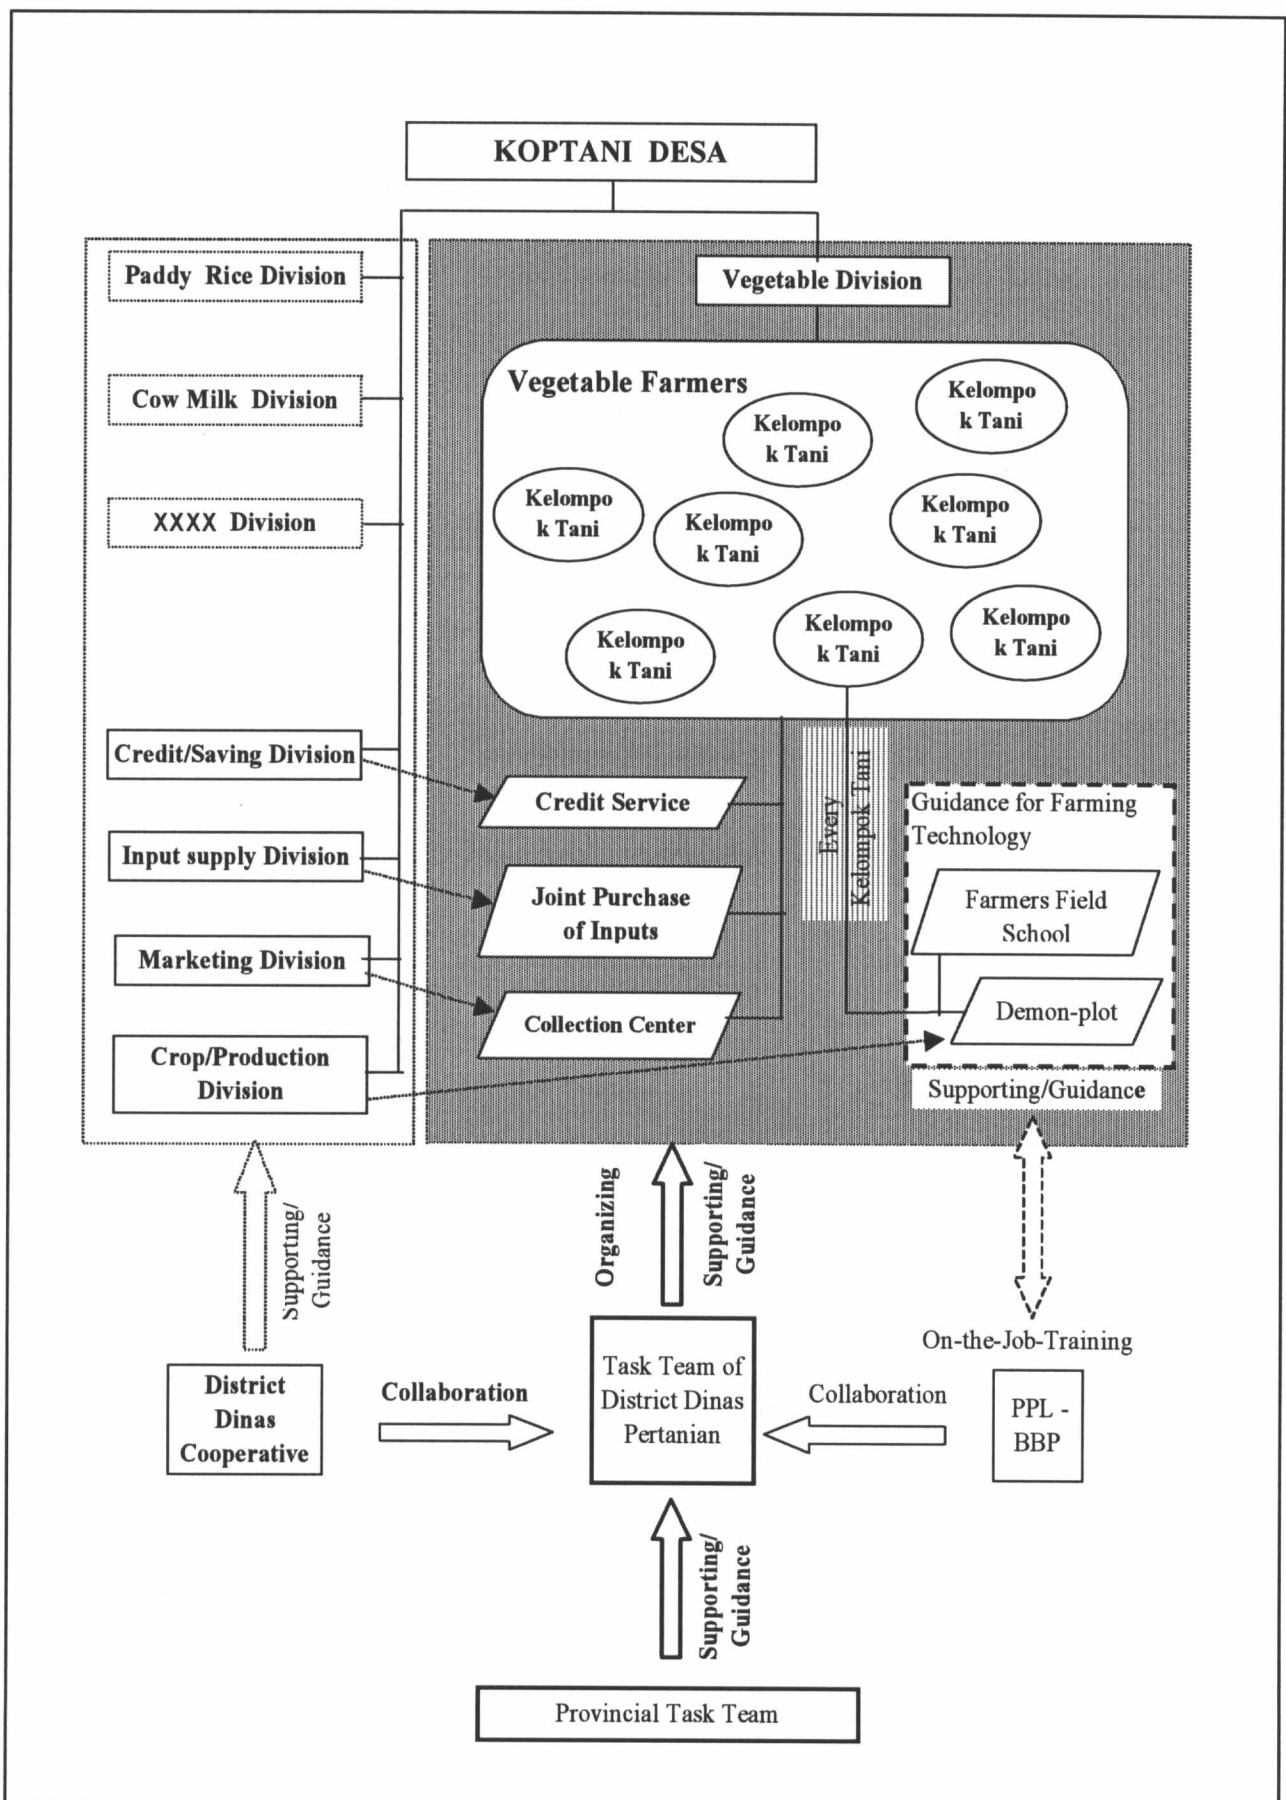 KOPTANI DESA
Paddy Rice Division
Cow Milk Division
XXXX Division
Credit/Saving Division
Input supply Division
Marketing Division
Crop/Production
Division
Vegetable Division
Vegetable Farmers
Kelompo
k Tani
Kelompo
k Tani
Kelompo
k Tani
Kelompo
k Tani
Kelompo
k Tani
Kelompo
k Tani
Kelompo
k Tani
Kelompo
k Tani
Credit Service
Joint Purchase
of Inputs
Collection Center
Every
Kelompok Tani
Guidance for Farming
Technology
Farmers Field
School
Demon-plot
Supporting/Guidance
Supporting/
Guidance
Organizing
Supporting/
Guidance
On-the-Job-Training
District
Dinas
Cooperative
Collaboration
Task Team of
District Dinas
Pertanian
Collaboration
PPL -
BBP
Supporting/
Guidance
Provincial Task Team